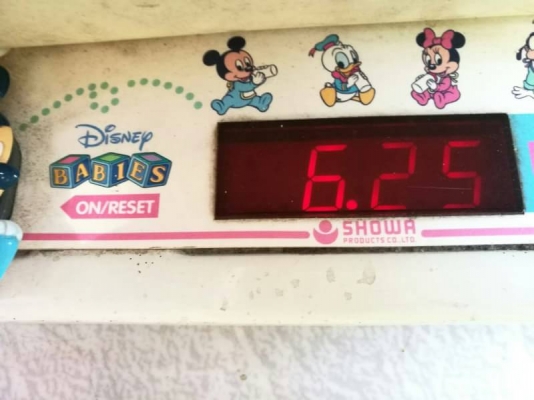 Disney
BABIES
ON/RESET
6.25
SHOWA
PRODUCTS CO.,LTD.